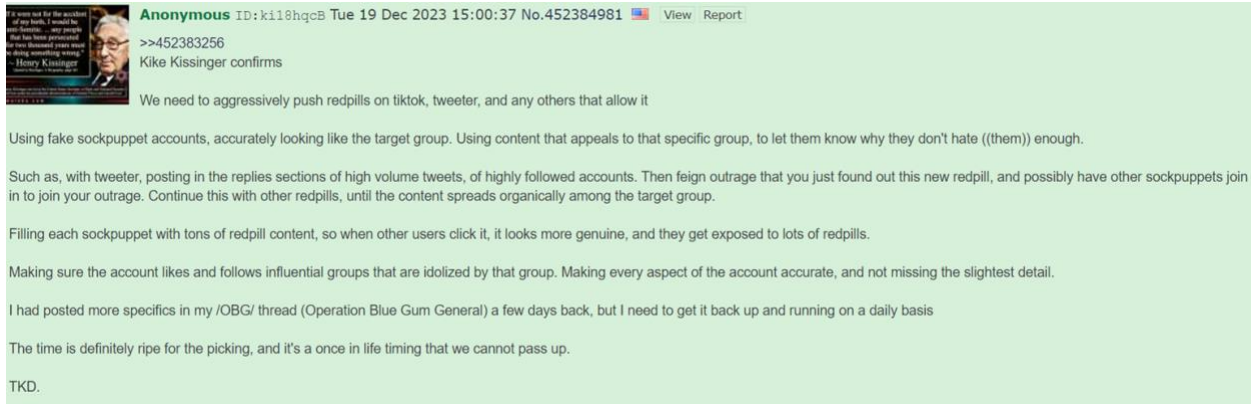 If it were not for the accident
of my birth, I would be
anti-Semitic. ... any people
that has been persecuted
for two thousand years must
be doing something wrong."
~ Henry Kissinger
Anonymous ID:ki18hqcB Tue 19 Dec 2023 15:00:37 No.452384981 View Report
>>452383256
Kike Kissinger confirms
We need to aggressively push redpills on tiktok, tweeter, and any others that allow it
Using fake sockpuppet accounts, accurately looking like the target group. Using content that appeals to that specific group, to let them know why they don't hate ((them)) enough.
Such as, with tweeter, posting in the replies sections of high volume tweets, of highly followed accounts. Then feign outrage that you just found out this new redpill, and possibly have other sockpuppets join
in to join your outrage. Continue this with other redpills, until the content spreads organically among the target group.
Filling each sockpuppet with tons of redpill content, so when other users click it, it looks more genuine, and they get exposed to lots of redpills.
Making sure the account likes and follows influential groups that are idolized by that group. Making every aspect of the account accurate, and not missing the slightest detail.
I had posted more specifics in my /OBG/ thread (Operation Blue Gum General) a few days back, but I need to get it back up and running on a daily basis
The time is definitely ripe for the picking, and it's a once in life timing that we cannot pass up.
TKD.